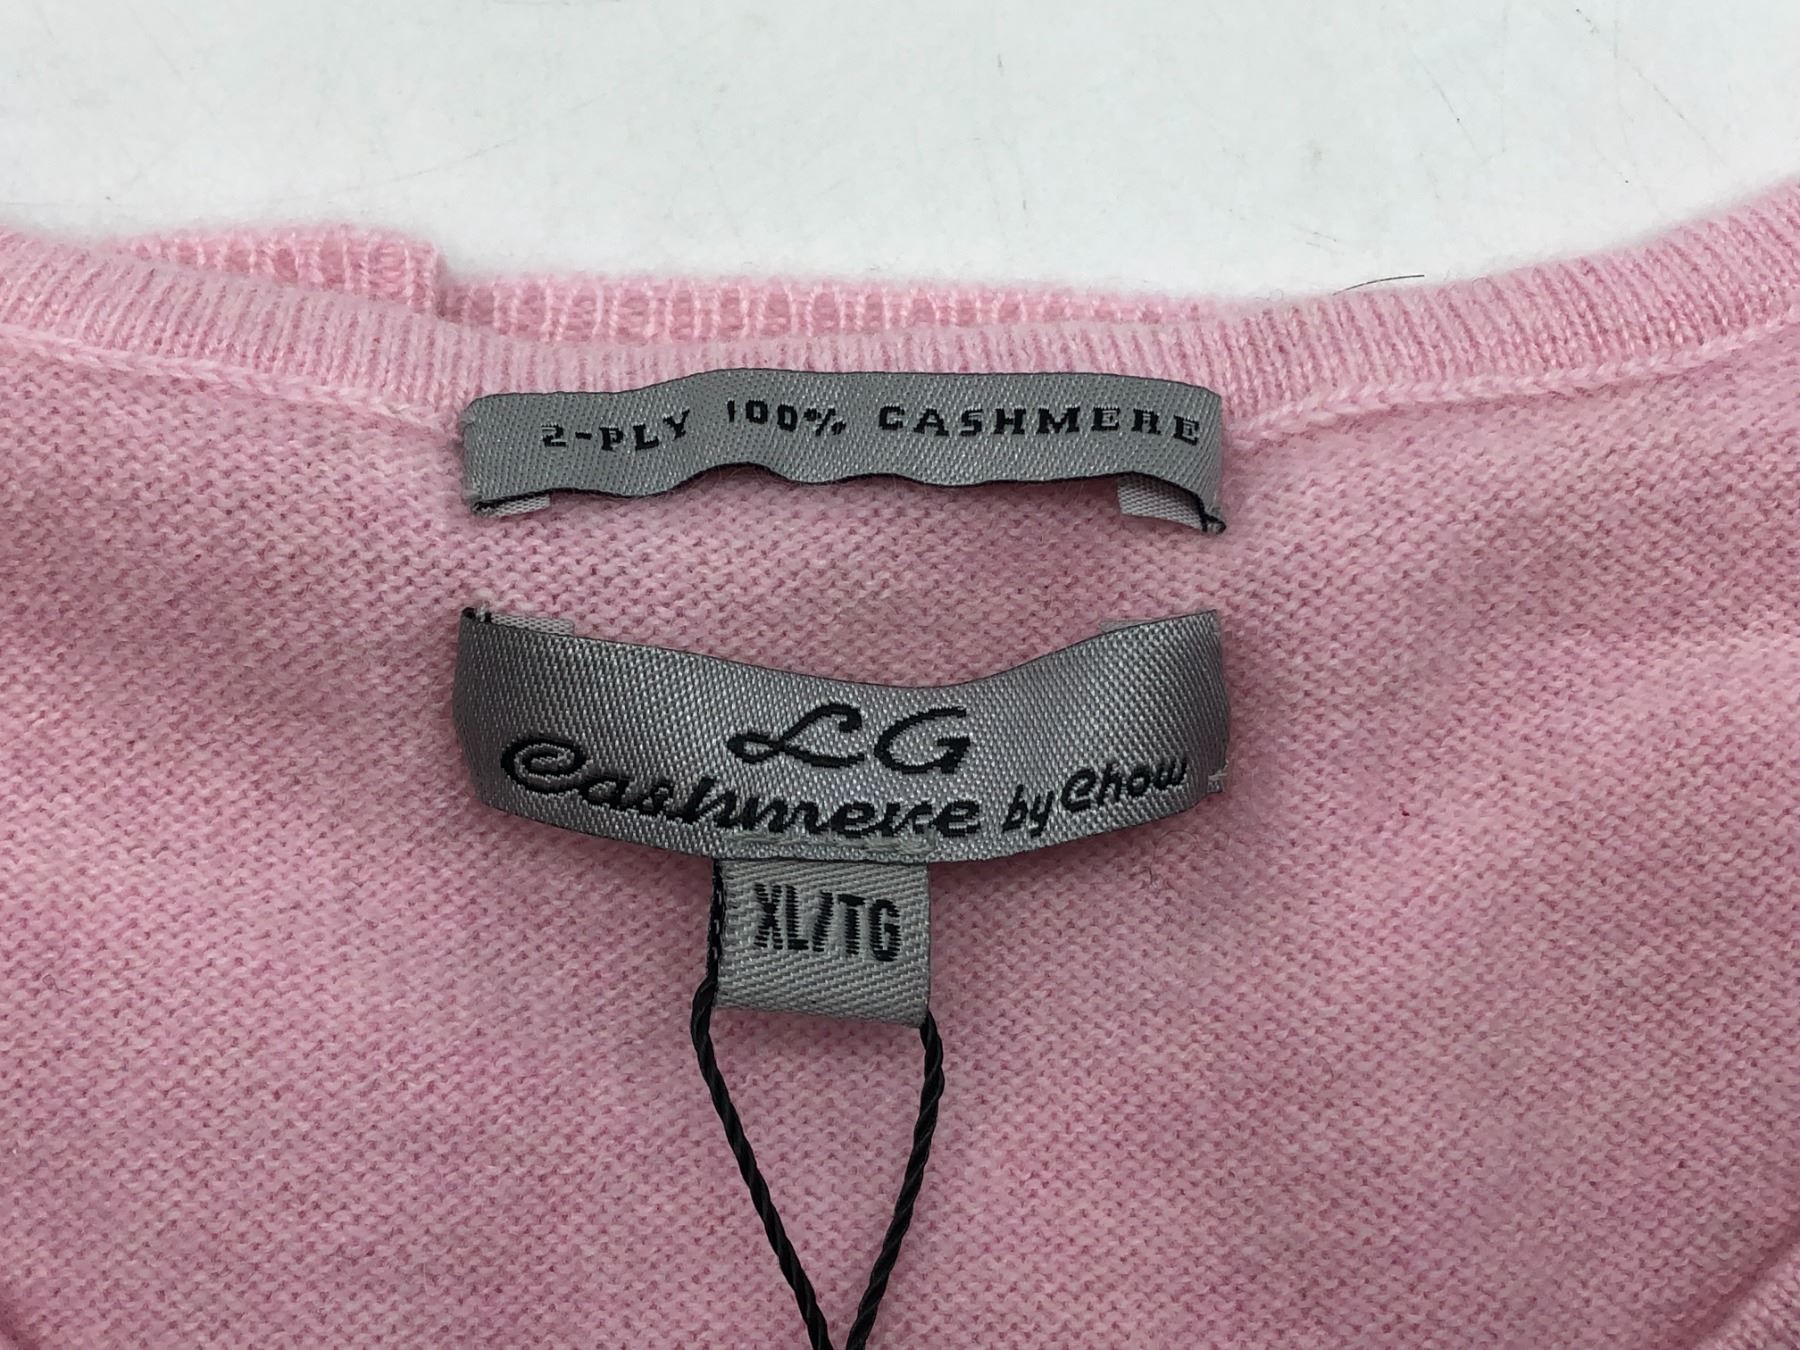 2-PLY 100% CASHMERE
LG
Cashmere by Chow
XL/TG